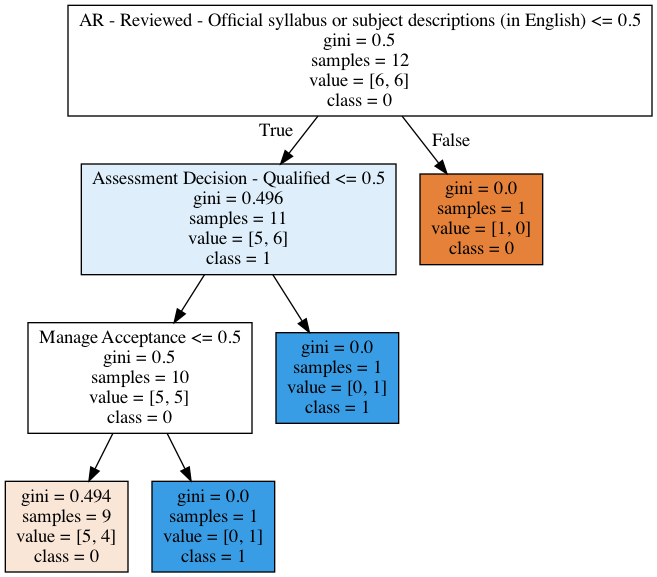 AR - Reviewed - Official syllabus or subject descriptions (in English) <= 0.5
gini = 0.5
samples = 12
value = [6, 6]
class = 0
True
False
Assessment Decision - Qualified <= 0.5
gini = 0.496
samples = 11
value = [5, 6]
class = 1
gini = 0.0
samples = 1
value = [1, 0]
class = 0
Manage Acceptance <= 0.5
gini = 0.5
samples = 10
value = [5, 5]
class = 0
gini = 0.0
samples = 1
value = [0, 1]
class = 1
gini = 0.494
samples = 9
value = [5, 4]
class = 0
gini = 0.0
samples = 1
value = [0, 1]
class = 1